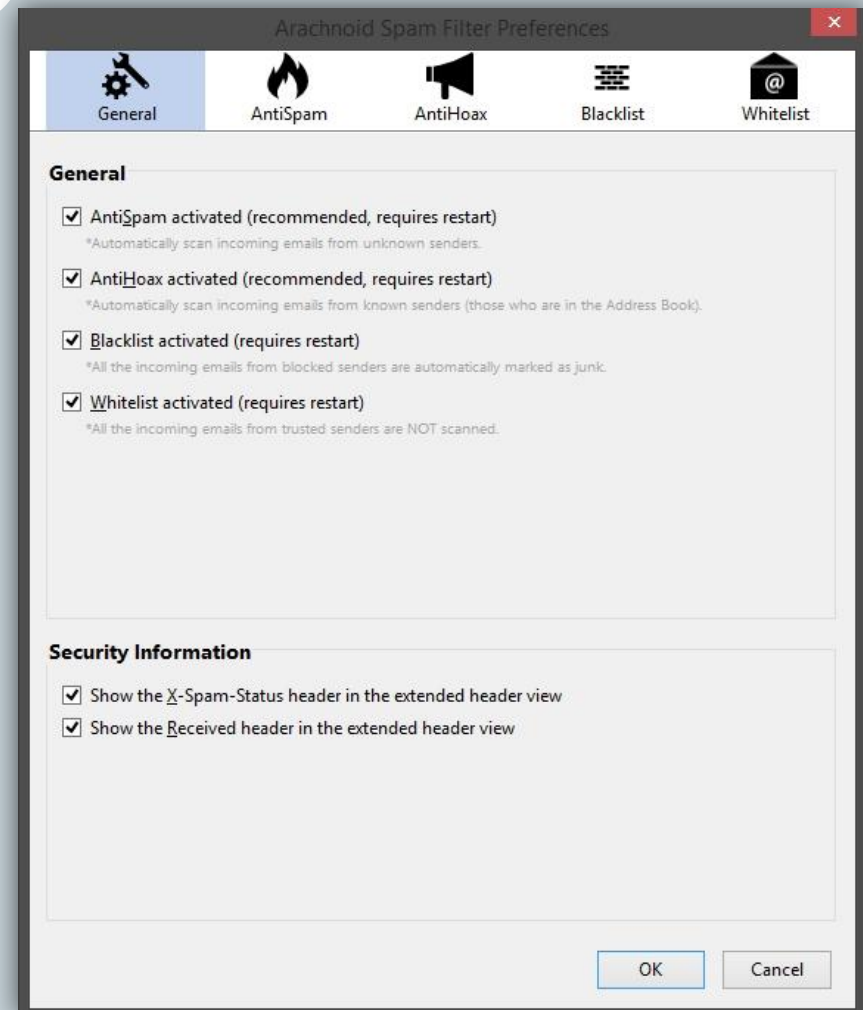 Arachnoid Spam Filter Preferences
General
AntiSpam
AntiHoax
Blacklist
Whitelist
General
AntiSpam activated (recommended, requires restart)
*Automatically scan incoming emails from unknown senders.
AntiHoax activated (recommended, requires restart)
*Automatically scan incoming emails from known senders (those who are in the Address Book).
Blacklist activated (requires restart)
*All the incoming emails from blocked senders are automatically marked as junk.
Whitelist activated (requires restart)
*All the incoming emails from trusted senders are NOT scanned.
Security Information
Show the X-Spam-Status header in the extended header view
Show the Received header in the extended header view
OK
Cancel